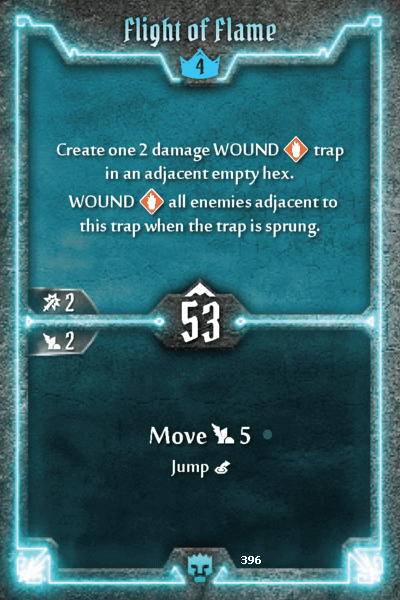 Flight of Flame
4
Create one 2 damage WOUND trap
in an adjacent empty hex.
WOUND all enemies adjacent to
this trap when the trap is sprung.
2
53
2
Move 5
Jump
396